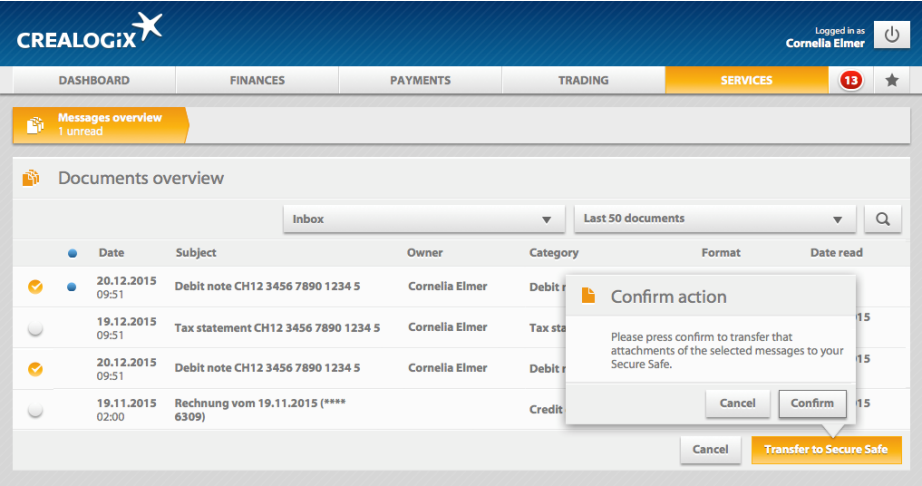 CREALOGIX
Logged in as
Cornelia Elmer
DASHBOARD FINANCES PAYMENTS TRADING SERVICES 13
Messages overview
1 unread
Documents overview
Inbox Last 50 documents
Date Subject Owner Category Format Date read
20.12.2015
09:51
Debit note CH12 3456 7890 1234 5 Cornelia Elmer Debit
19.12.2015
09:51
Tax statement CH12 3456 7890 1234 5 Cornelia Elmer Tax sta 15
20.12.2015
09:51
Debit note CH12 3456 7890 1234 5 Cornelia Elmer Debit 15
19.11.2015
02:00
Rechnung vom 19.11.2015 (****
6309)
Credit 15
Confirm action
Please press confirm to transfer that
attachments of the selected messages to your
Secure Safe.
Cancel Confirm
Cancel Transfer to Secure Safe